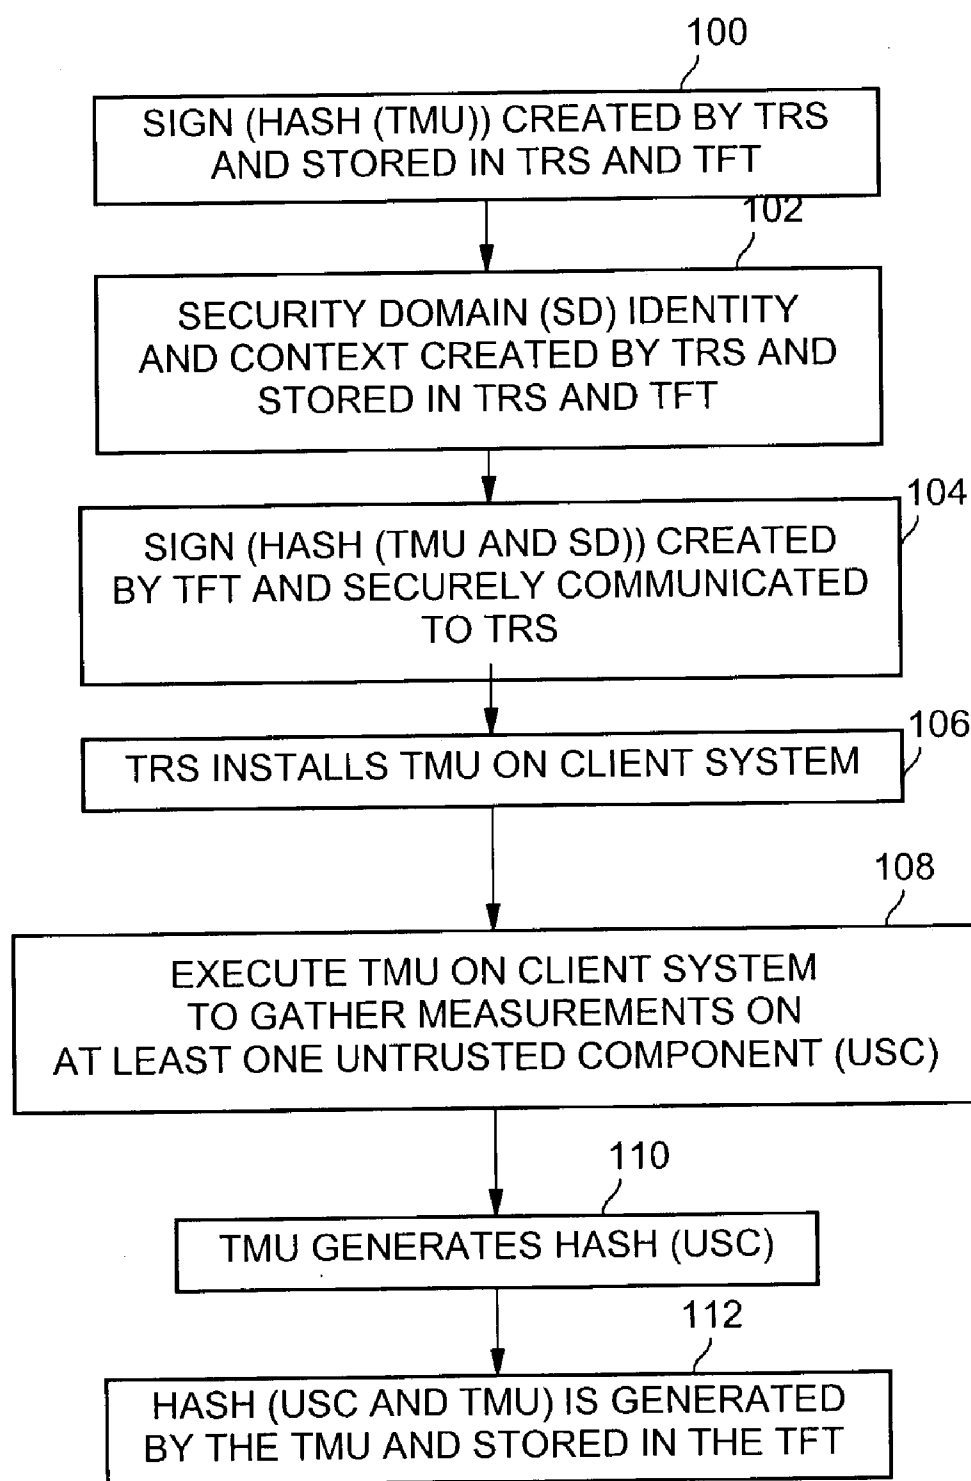 100
SIGN (HASH (TMU)) CREATED BY TRS
AND STORED IN TRS AND TFT
102
SECURITY DOMAIN (SD) IDENTITY
AND CONTEXT CREATED BY TRS AND
STORED IN TRS AND TFT
104
SIGN (HASH (TMU AND SD)) CREATED
BY TFT AND SECURELY COMMUNICATED
TO TRS
106
TRS INSTALLS TMU ON CLIENT SYSTEM
108
EXECUTE TMU ON CLIENT SYSTEM
TO GATHER MEASUREMENTS ON
AT LEAST ONE UNTRUSTED COMPONENT (USC)
110
TMU GENERATES HASH (USC)
112
HASH (USC AND TMU) IS GENERATED
BY THE TMU AND STORED IN THE TFT